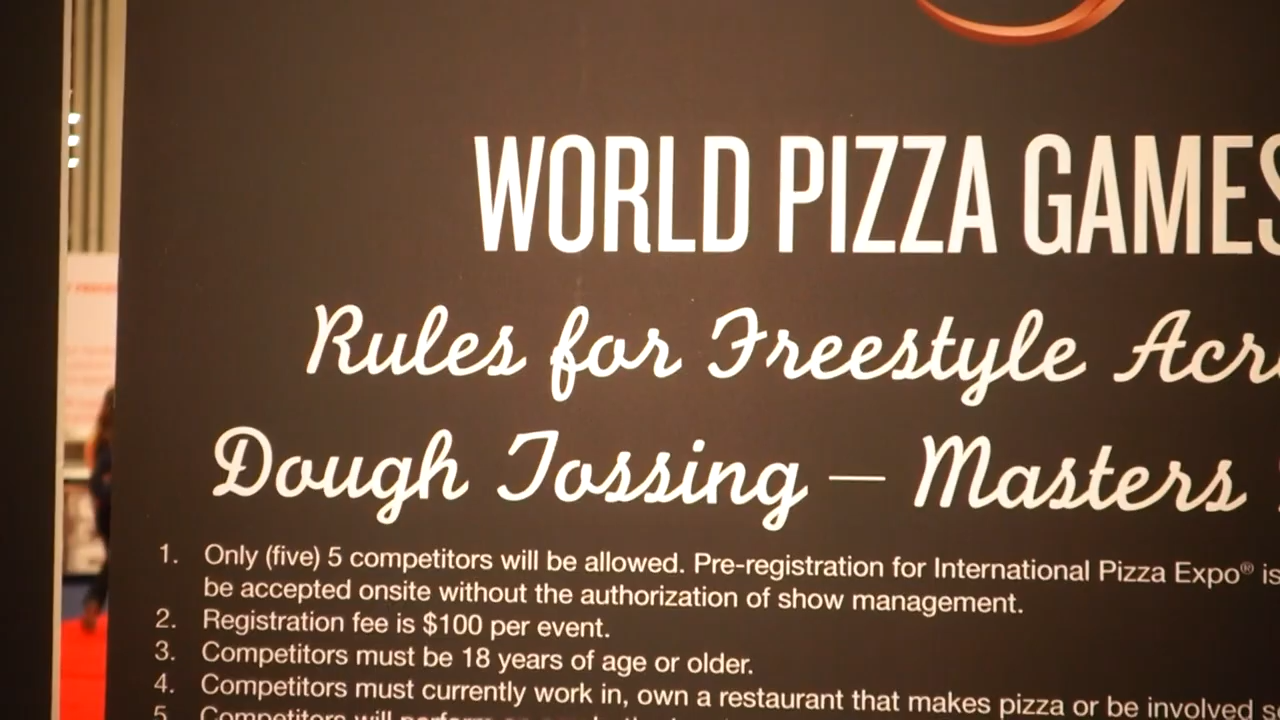 WORLD PIZZA GAMES
Rules for Freestyle
Dough Tossing — Masters
1. Only (five) 5 competitors will be allowed. Pre-registration for International Pizza Expo® is
be accepted onsite without the authorization of show management.
2. Registration fee is $100 per event.
3. Competitors must be 18 years of age or older.
4. Competitors must currently work in, own a restaurant that makes pizza or be involved
5. Competitors will